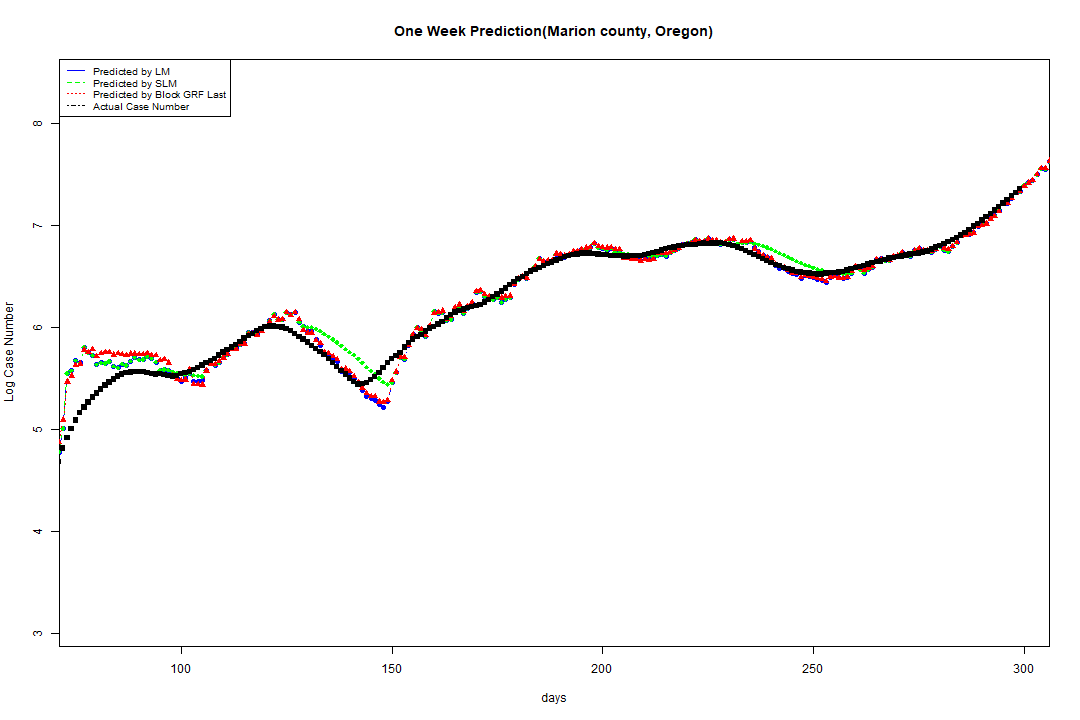 One Week Prediction(Marion county, Oregon)
Predicted by LM
Predicted by SLM
Predicted by Block GRF Last
Actual Case Number
8
7
6
5
4
3
Log Case Number
100 150 200 250 300
days